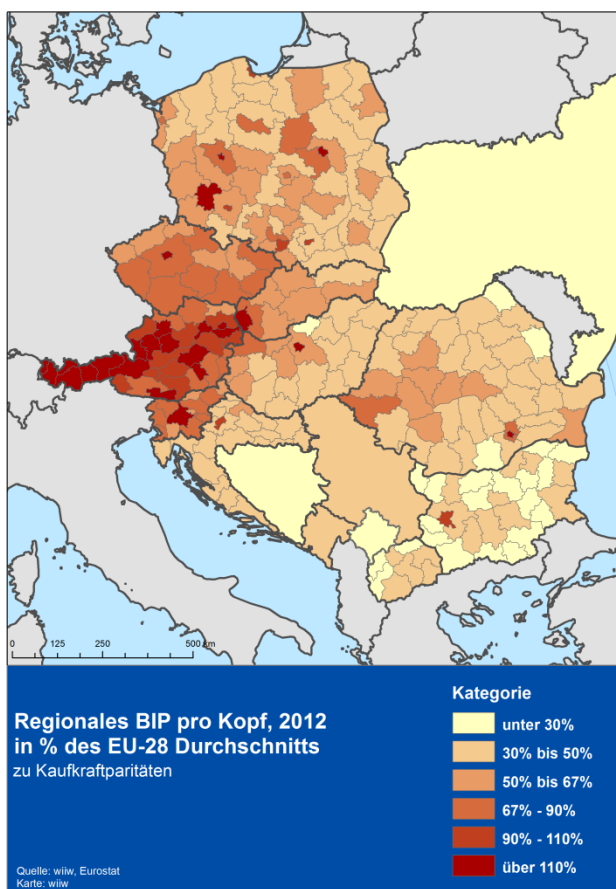 0 125 250 500 km
Regionales BIP pro Kopf, 2012
in % des EU-28 Durchschnitts
zu Kaufkraftparitäten
Quelle: wiiw, Eurostat
Karte: wiiw
Kategorie
unter 30%
30% bis 50%
50% bis 67%
67% - 90%
90% - 110%
über 110%